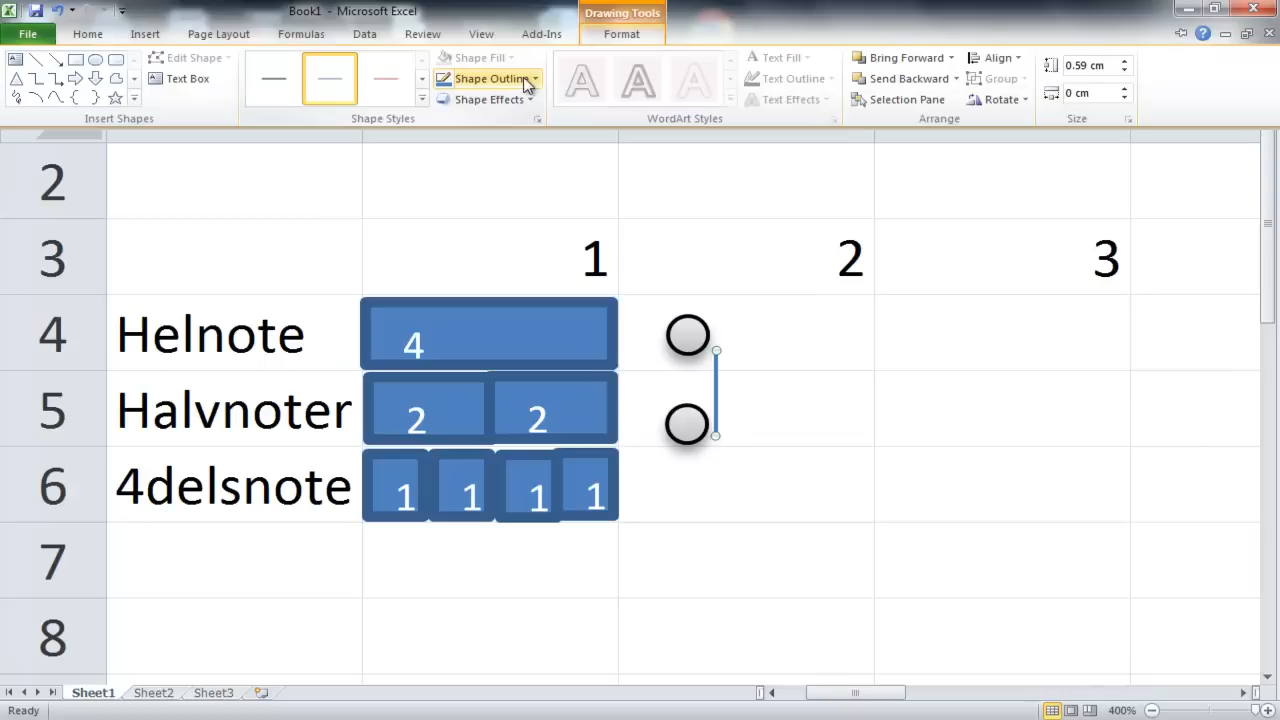 Book1 - Microsoft Excel
Drawing Tools
File Home Insert Page Layout Formulas Data Review View Add-Ins Format
Edit Shape
Text Box
Insert Shapes
Shape Fill
Shape Outline
Shape Effects
Shape Styles
A A A
Text Fill
Text Outline
Text Effects
WordArt Styles
Bring Forward
Send Backward
Selection Pane
Align
Group
Rotate
Arrange
0.59 cm
0 cm
Size
2
3 1 2 3
4 Helnote 4
5 Halvnoter 2 2
6 4delsnote 1 1 1 1
7
8
Sheet1 Sheet2 Sheet3
Ready 400%